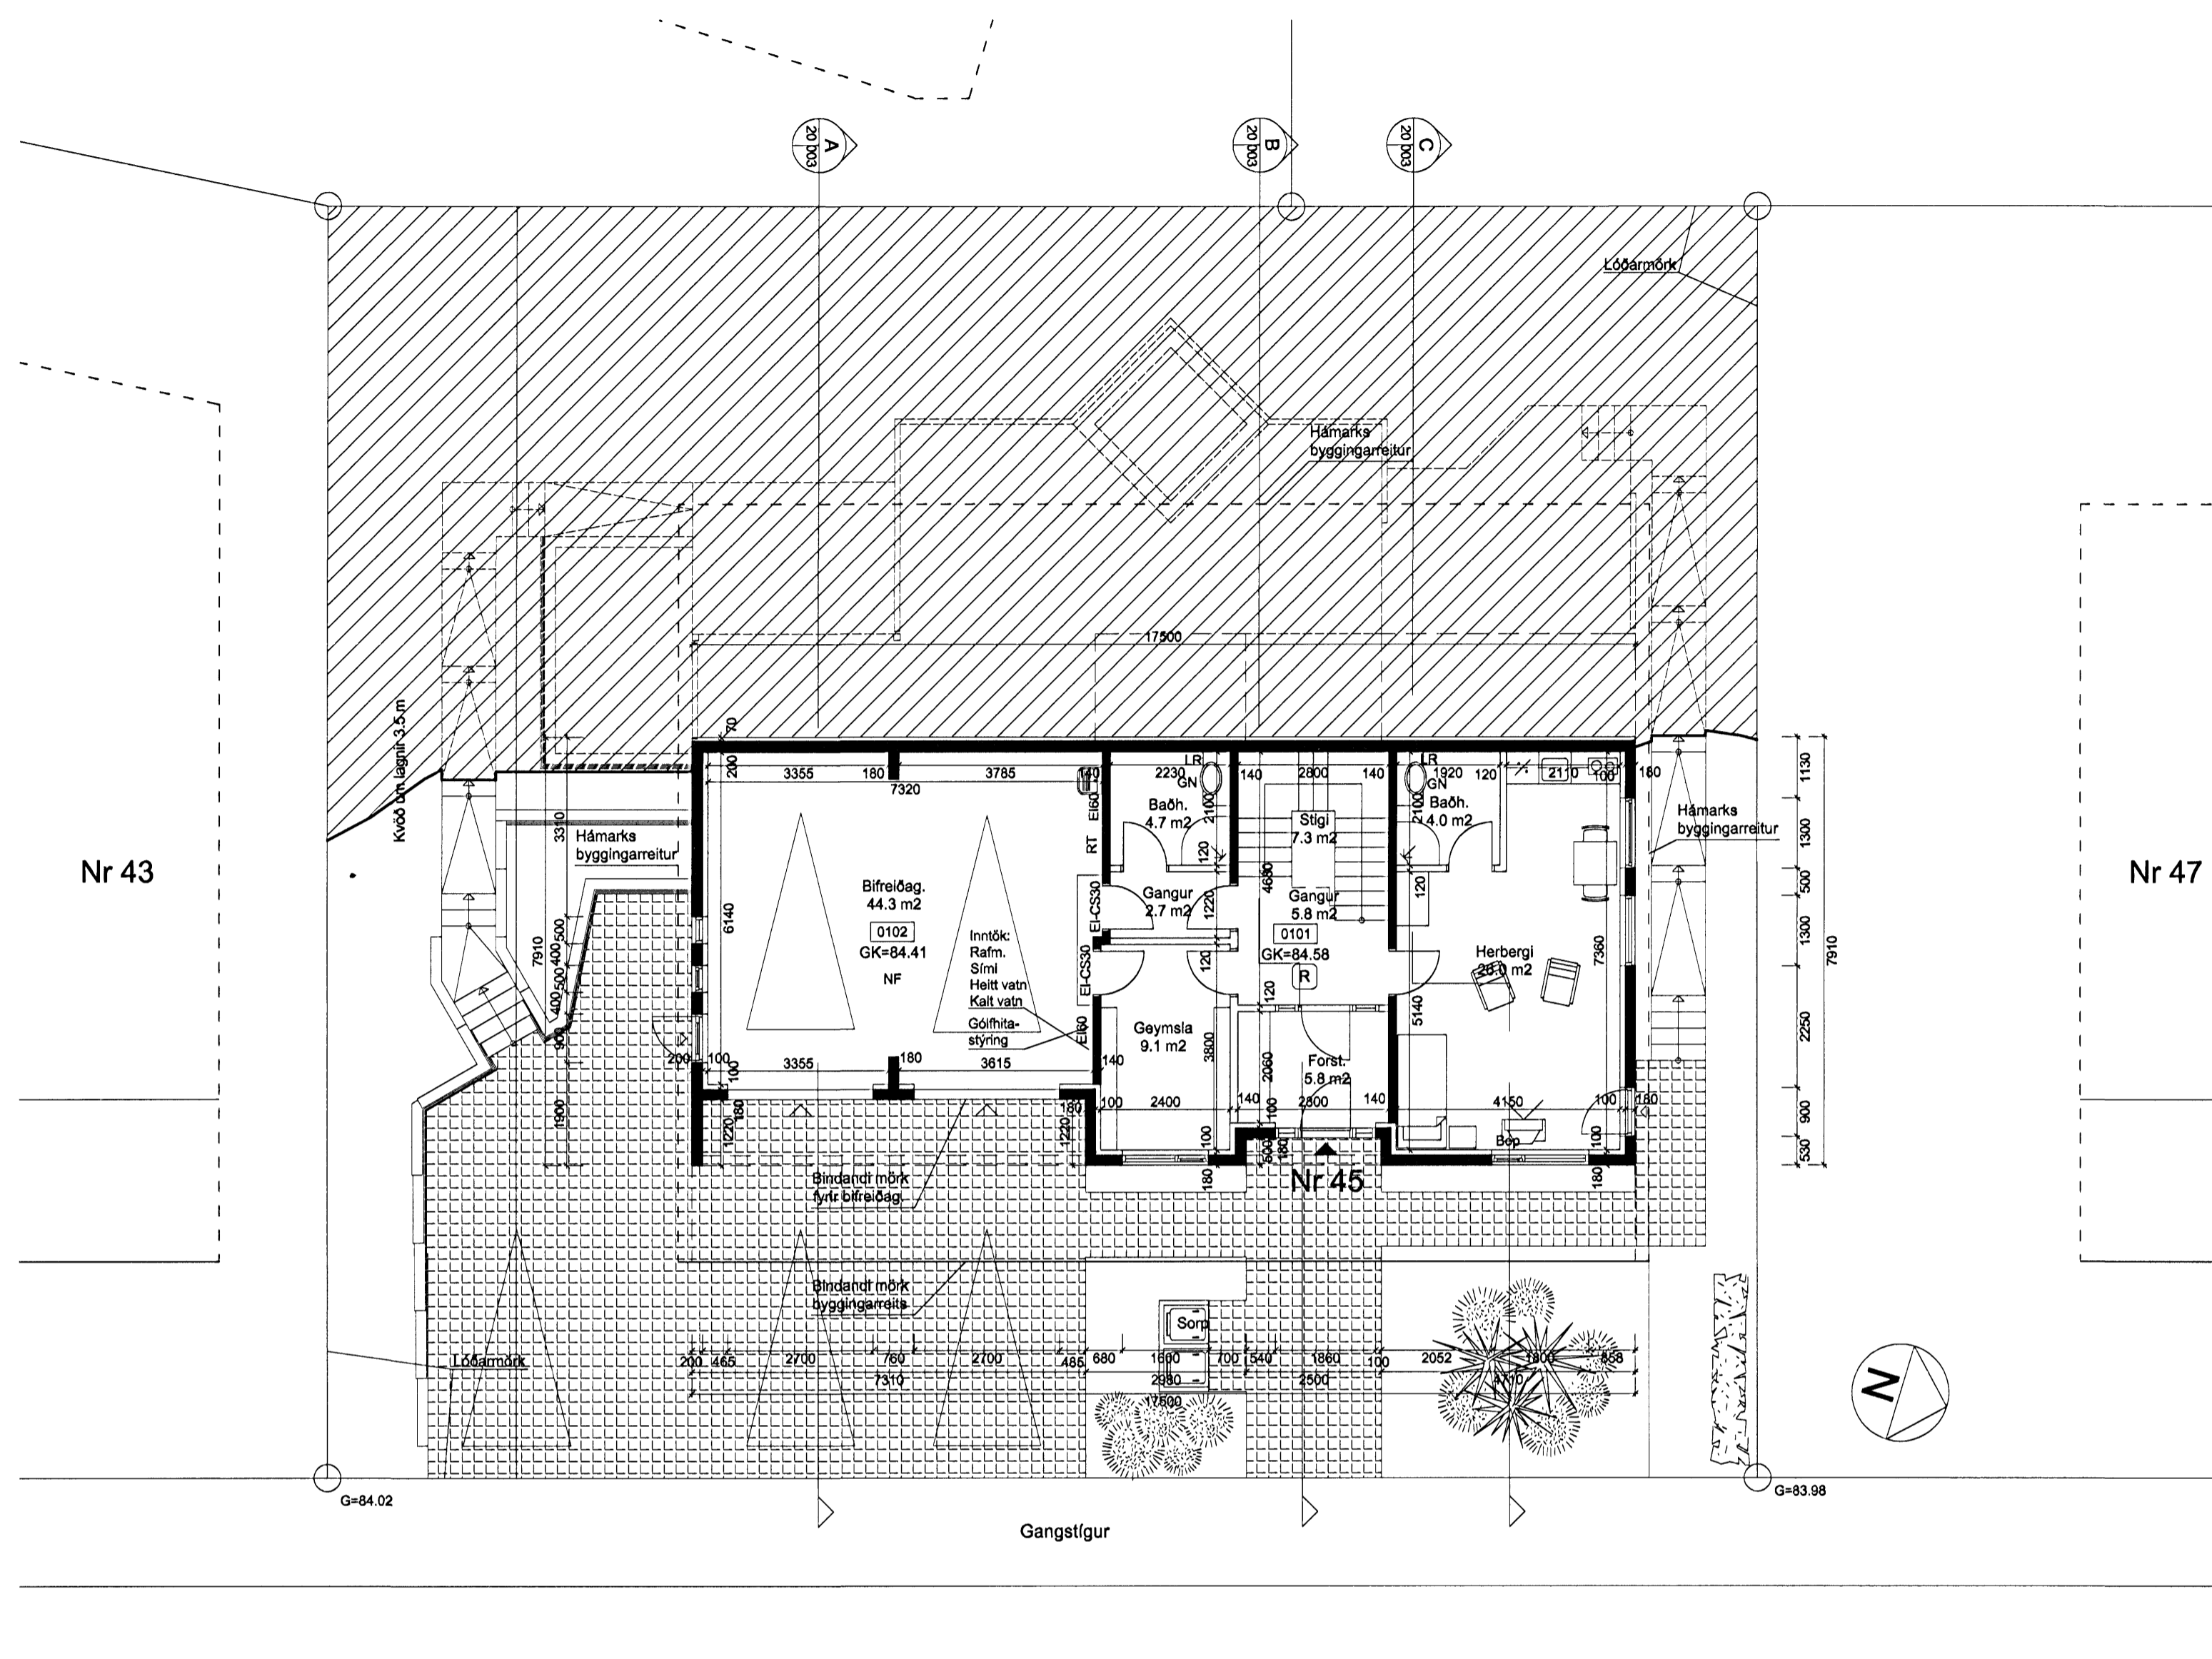 A
20 003
B
20 003
C
20 003
Lóðarmörk
Hámarks
byggingarreitur
17500
Kvöð um lagnir 3.5 m
70
200
3355
180
3785
140
7320
2230
LR
GN
140
2800
140
LR
GN
1920
120
2110
100
180
1130
Baðh.
4.7 m2
2100
EI60
RT
Stigi
7.3 m2
2100
Baðh.
4.0 m2
Hámarks
byggingarreitur
1300
3310
Hámarks
byggingarreitur
Nr 43
Nr 47
120
4680
120
500
Bifreiðag.
44.3 m2
0102
GK=84.41
NF
6140
EI-CS30
Gangur
2.7 m2
1220
Gangur
5.8 m2
0101
GK=84.58
R
1300
7910
7910
500
400
500
400
900
Inntök:
Rafm.
Sími
Heitt vatn
Kalt vatn
Gólfhita-
stýring
EI-CS30
EI60
120
120
Herbergi
26.0 m2
7360
5140
2250
Geymsla
9.1 m2
3800
2060
Forst.
5.8 m2
200
100
3355
180
3615
140
100
180
1220
1900
180
1220
100
2400
140
100
2800
140
4150
100
180
900
530
100
500
180
Bop
100
180
180
Nr 45
Bindandi mörk
fyrir bifreiðag.
Bindandi mörk
byggingarreits
Sorp
Lóðarmörk
200
465
2700
760
2700
485
680
1600
700
540
1860
100
2052
1800
858
7310
2980
2500
4710
17500
N
G=84.02
G=83.98
Gangstígur